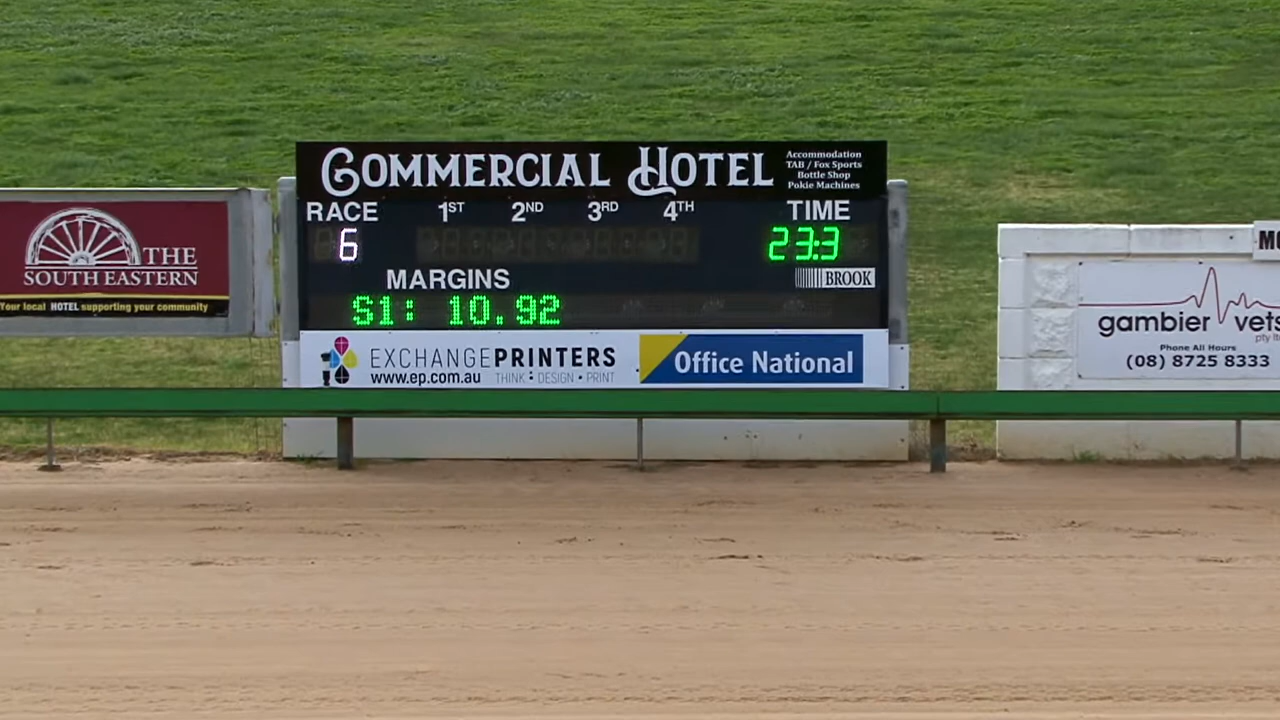 COMMERCIAL HOTEL
Accommodation
TAB / Fox Sports
Bottle Shop
Pokie Machines
RACE 1ST 2ND 3RD 4TH TIME
6 23:3
MARGINS BROOK
S1: 10.92
EXCHANGEPRINTERS
www.ep.com.au THINK : DESIGN • PRINT
Office National
THE
SOUTH EASTERN
Your local HOTEL supporting your community
gambier vets
Phone All Hours
(08) 8725 8333